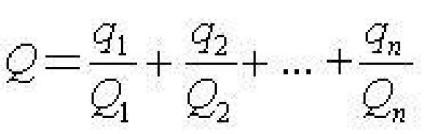 Q = q₁/Q₁ + q₂/Q₂ + ... + qₙ/Qₙ